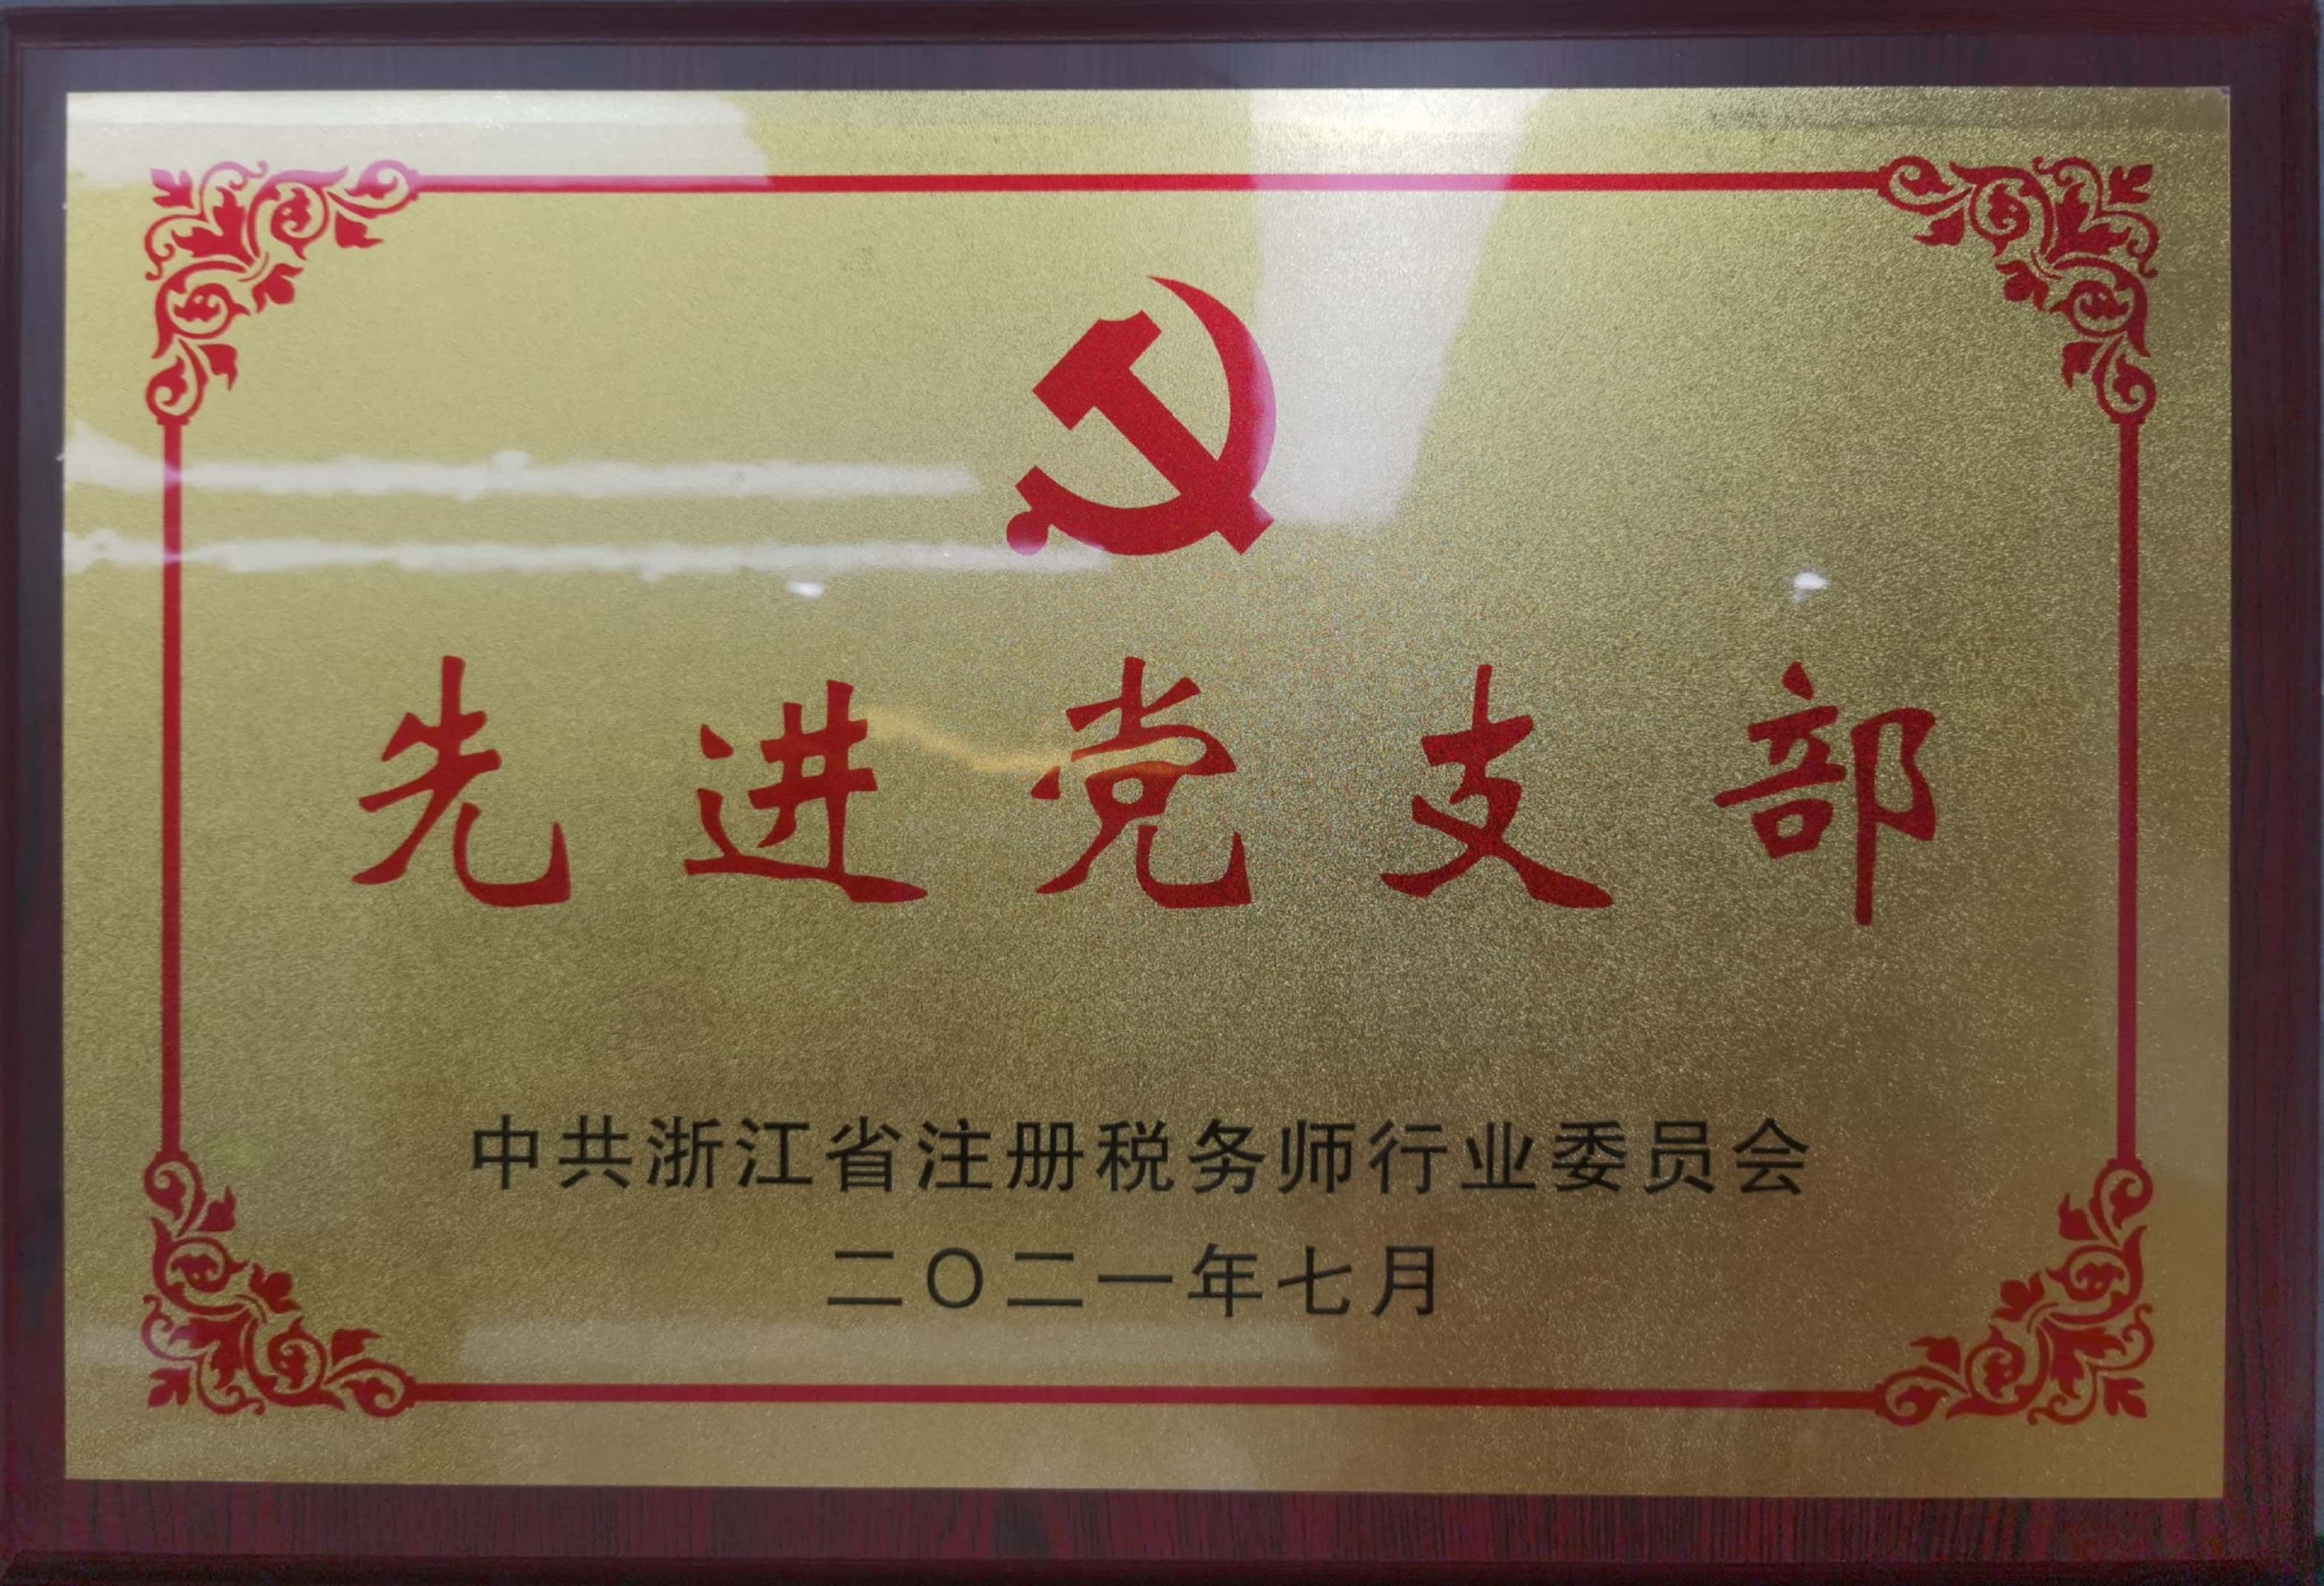 先进党支部
中共浙江省注册税务师行业委员会
二〇二一年七月